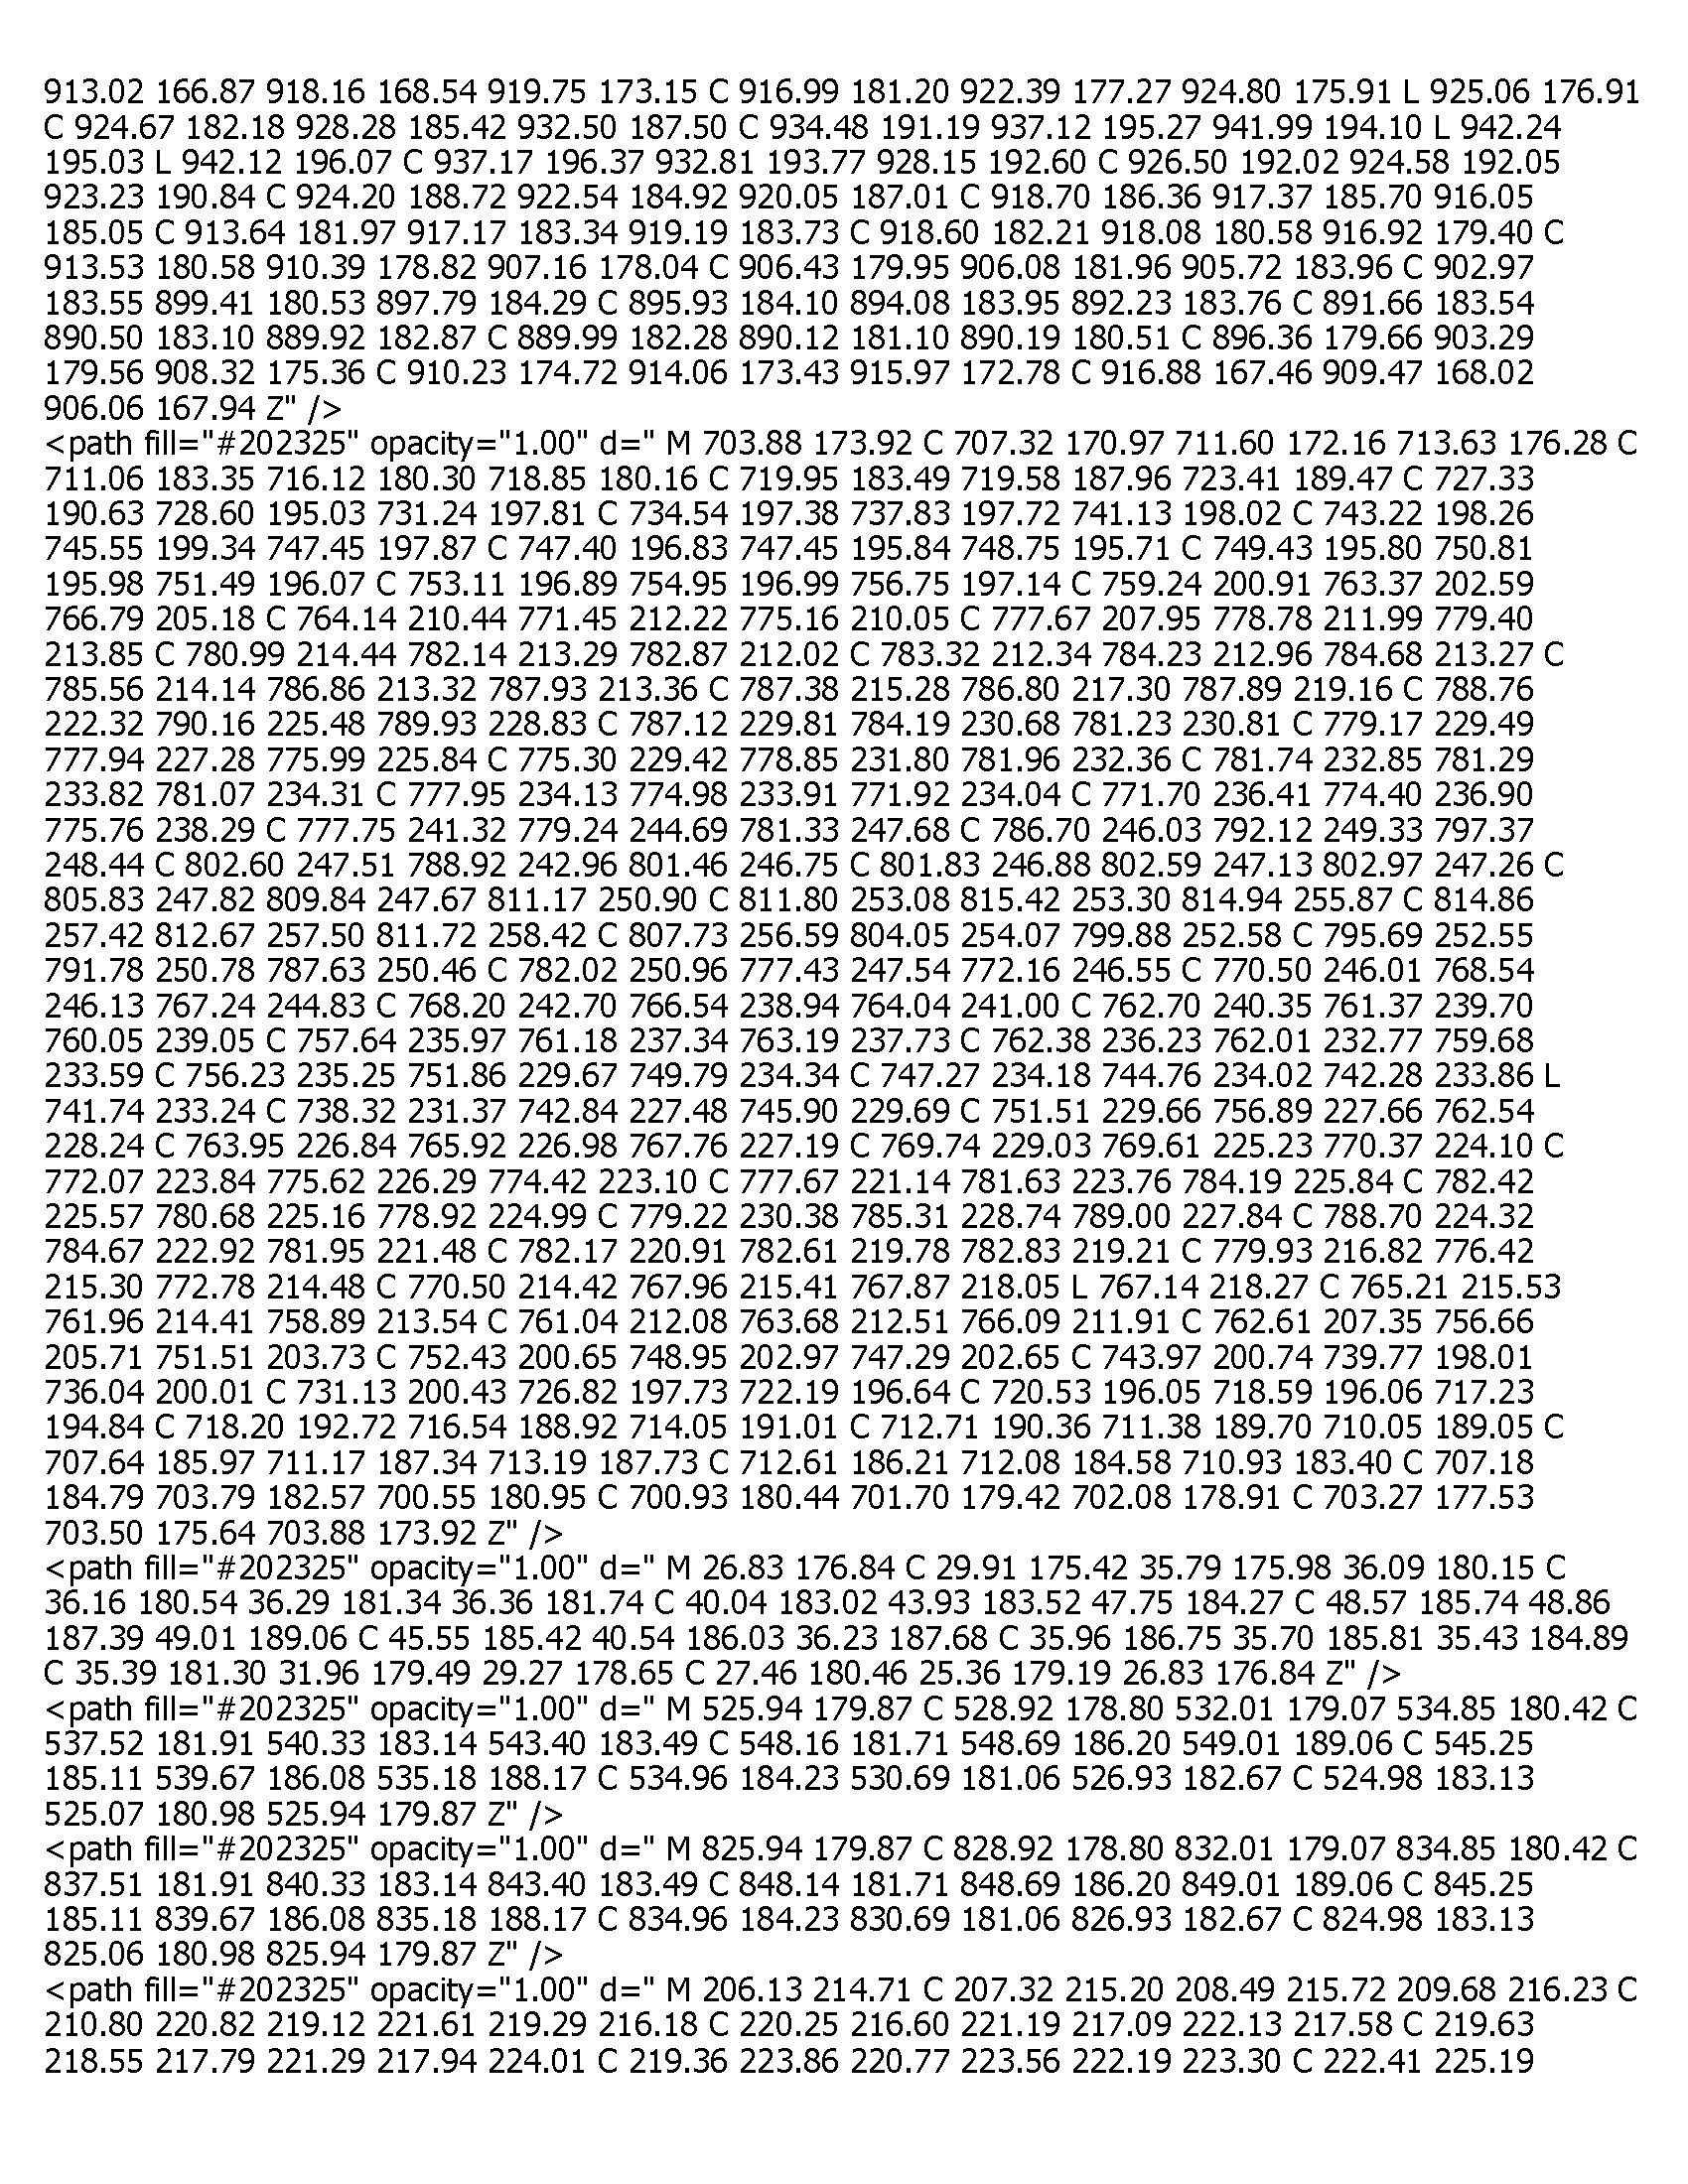 913.02 166.87 918.16 168.54 919.75 173.15 C 916.99 181.20 922.39 177.27 924.80 175.91 L 925.06 176.91
C 924.67 182.18 928.28 185.42 932.50 187.50 C 934.48 191.19 937.12 195.27 941.99 194.10 L 942.24
195.03 L 942.12 196.07 C 937.17 196.37 932.81 193.77 928.15 192.60 C 926.50 192.02 924.58 192.05
923.23 190.84 C 924.20 188.72 922.54 184.92 920.05 187.01 C 918.70 186.36 917.37 185.70 916.05
185.05 C 913.64 181.97 917.17 183.34 919.19 183.73 C 918.60 182.21 918.08 180.58 916.92 179.40 C
913.53 180.58 910.39 178.82 907.16 178.04 C 906.43 179.95 906.08 181.96 905.72 183.96 C 902.97
183.55 899.41 180.53 897.79 184.29 C 895.93 184.10 894.08 183.95 892.23 183.76 C 891.66 183.54
890.50 183.10 889.92 182.87 C 889.99 182.28 890.12 181.10 890.19 180.51 C 896.36 179.66 903.29
179.56 908.32 175.36 C 910.23 174.72 914.06 173.43 915.97 172.78 C 916.88 167.46 909.47 168.02
906.06 167.94 Z" />
<path fill="#202325" opacity="1.00" d=" M 703.88 173.92 C 707.32 170.97 711.60 172.16 713.63 176.28 C
711.06 183.35 716.12 180.30 718.85 180.16 C 719.95 183.49 719.58 187.96 723.41 189.47 C 727.33
190.63 728.60 195.03 731.24 197.81 C 734.54 197.38 737.83 197.72 741.13 198.02 C 743.22 198.26
745.55 199.34 747.45 197.87 C 747.40 196.83 747.45 195.84 748.75 195.71 C 749.43 195.80 750.81
195.98 751.49 196.07 C 753.11 196.89 754.95 196.99 756.75 197.14 C 759.24 200.91 763.37 202.59
766.79 205.18 C 764.14 210.44 771.45 212.22 775.16 210.05 C 777.67 207.95 778.78 211.99 779.40
213.85 C 780.99 214.44 782.14 213.29 782.87 212.02 C 783.32 212.34 784.23 212.96 784.68 213.27 C
785.56 214.14 786.86 213.32 787.93 213.36 C 787.38 215.28 786.80 217.30 787.89 219.16 C 788.76
222.32 790.16 225.48 789.93 228.83 C 787.12 229.81 784.19 230.68 781.23 230.81 C 779.17 229.49
777.94 227.28 775.99 225.84 C 775.30 229.42 778.85 231.80 781.96 232.36 C 781.74 232.85 781.29
233.82 781.07 234.31 C 777.95 234.13 774.98 233.91 771.92 234.04 C 771.70 236.41 774.40 236.90
775.76 238.29 C 777.75 241.32 779.24 244.69 781.33 247.68 C 786.70 246.03 792.12 249.33 797.37
248.44 C 802.60 247.51 788.92 242.96 801.46 246.75 C 801.83 246.88 802.59 247.13 802.97 247.26 C
805.83 247.82 809.84 247.67 811.17 250.90 C 811.80 253.08 815.42 253.30 814.94 255.87 C 814.86
257.42 812.67 257.50 811.72 258.42 C 807.73 256.59 804.05 254.07 799.88 252.58 C 795.69 252.55
791.78 250.78 787.63 250.46 C 782.02 250.96 777.43 247.54 772.16 246.55 C 770.50 246.01 768.54
246.13 767.24 244.83 C 768.20 242.70 766.54 238.94 764.04 241.00 C 762.70 240.35 761.37 239.70
760.05 239.05 C 757.64 235.97 761.18 237.34 763.19 237.73 C 762.38 236.23 762.01 232.77 759.68
233.59 C 756.23 235.25 751.86 229.67 749.79 234.34 C 747.27 234.18 744.76 234.02 742.28 233.86 L
741.74 233.24 C 738.32 231.37 742.84 227.48 745.90 229.69 C 751.51 229.66 756.89 227.66 762.54
228.24 C 763.95 226.84 765.92 226.98 767.76 227.19 C 769.74 229.03 769.61 225.23 770.37 224.10 C
772.07 223.84 775.62 226.29 774.42 223.10 C 777.67 221.14 781.63 223.76 784.19 225.84 C 782.42
225.57 780.68 225.16 778.92 224.99 C 779.22 230.38 785.31 228.74 789.00 227.84 C 788.70 224.32
784.67 222.92 781.95 221.48 C 782.17 220.91 782.61 219.78 782.83 219.21 C 779.93 216.82 776.42
215.30 772.78 214.48 C 770.50 214.42 767.96 215.41 767.87 218.05 L 767.14 218.27 C 765.21 215.53
761.96 214.41 758.89 213.54 C 761.04 212.08 763.68 212.51 766.09 211.91 C 762.61 207.35 756.66
205.71 751.51 203.73 C 752.43 200.65 748.95 202.97 747.29 202.65 C 743.97 200.74 739.77 198.01
736.04 200.01 C 731.13 200.43 726.82 197.73 722.19 196.64 C 720.53 196.05 718.59 196.06 717.23
194.84 C 718.20 192.72 716.54 188.92 714.05 191.01 C 712.71 190.36 711.38 189.70 710.05 189.05 C
707.64 185.97 711.17 187.34 713.19 187.73 C 712.61 186.21 712.08 184.58 710.93 183.40 C 707.18
184.79 703.79 182.57 700.55 180.95 C 700.93 180.44 701.70 179.42 702.08 178.91 C 703.27 177.53
703.50 175.64 703.88 173.92 Z" />
<path fill="#202325" opacity="1.00" d=" M 26.83 176.84 C 29.91 175.42 35.79 175.98 36.09 180.15 C
36.16 180.54 36.29 181.34 36.36 181.74 C 40.04 183.02 43.93 183.52 47.75 184.27 C 48.57 185.74 48.86
187.39 49.01 189.06 C 45.55 185.42 40.54 186.03 36.23 187.68 C 35.96 186.75 35.70 185.81 35.43 184.89
C 35.39 181.30 31.96 179.49 29.27 178.65 C 27.46 180.46 25.36 179.19 26.83 176.84 Z" />
<path fill="#202325" opacity="1.00" d=" M 525.94 179.87 C 528.92 178.80 532.01 179.07 534.85 180.42 C
537.52 181.91 540.33 183.14 543.40 183.49 C 548.16 181.71 548.69 186.20 549.01 189.06 C 545.25
185.11 539.67 186.08 535.18 188.17 C 534.96 184.23 530.69 181.06 526.93 182.67 C 524.98 183.13
525.07 180.98 525.94 179.87 Z" />
<path fill="#202325" opacity="1.00" d=" M 825.94 179.87 C 828.92 178.80 832.01 179.07 834.85 180.42 C
837.51 181.91 840.33 183.14 843.40 183.49 C 848.14 181.71 848.69 186.20 849.01 189.06 C 845.25
185.11 839.67 186.08 835.18 188.17 C 834.96 184.23 830.69 181.06 826.93 182.67 C 824.98 183.13
825.06 180.98 825.94 179.87 Z" />
<path fill="#202325" opacity="1.00" d=" M 206.13 214.71 C 207.32 215.20 208.49 215.72 209.68 216.23 C
210.80 220.82 219.12 221.61 219.29 216.18 C 220.25 216.60 221.19 217.09 222.13 217.58 C 219.63
218.55 217.79 221.29 217.94 224.01 C 219.36 223.86 220.77 223.56 222.19 223.30 C 222.41 225.19